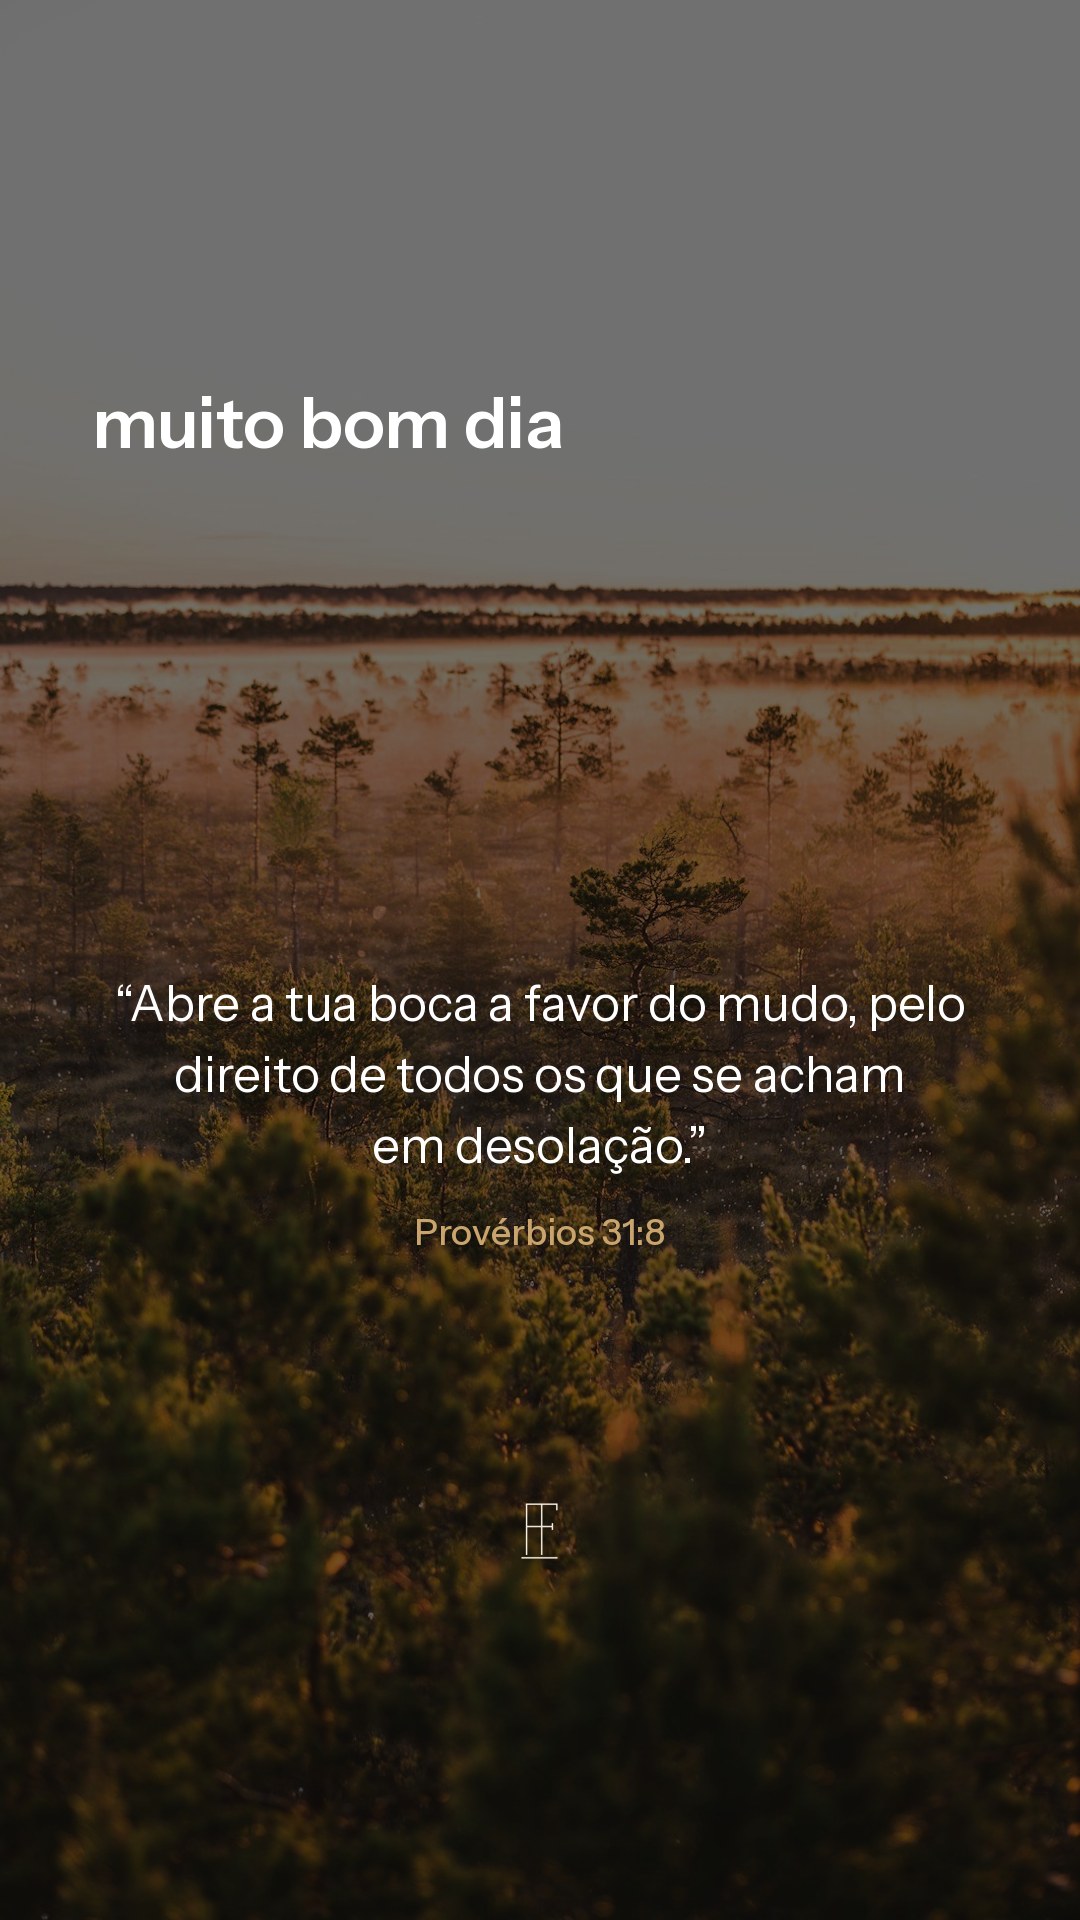 muito bom dia
“Abre a tua boca a favor do mudo, pelo
direito de todos os que se acham
em desolação.”
Provérbios 31:8